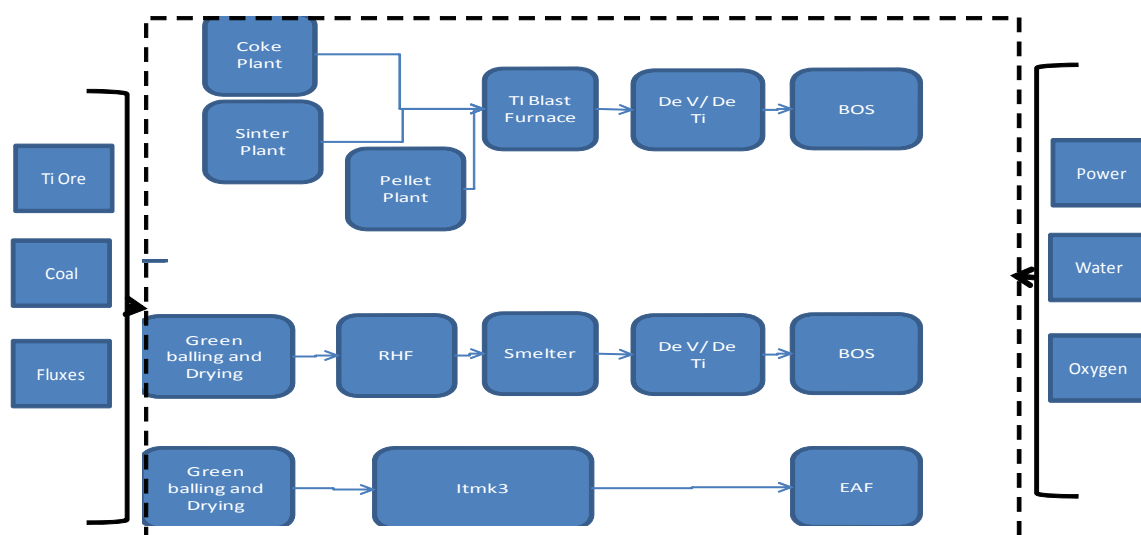 Coke
Plant
Sinter
Plant
Pellet
Plant
TI Blast
Furnace
De V/ De
Ti
BOS
Ti Ore
Coal
Fluxes
Power
Water
Oxygen
Green
balling and
Drying
RHF
Smelter
De V/ De
Ti
BOS
Green
balling and
Drying
Itmk3
EAF